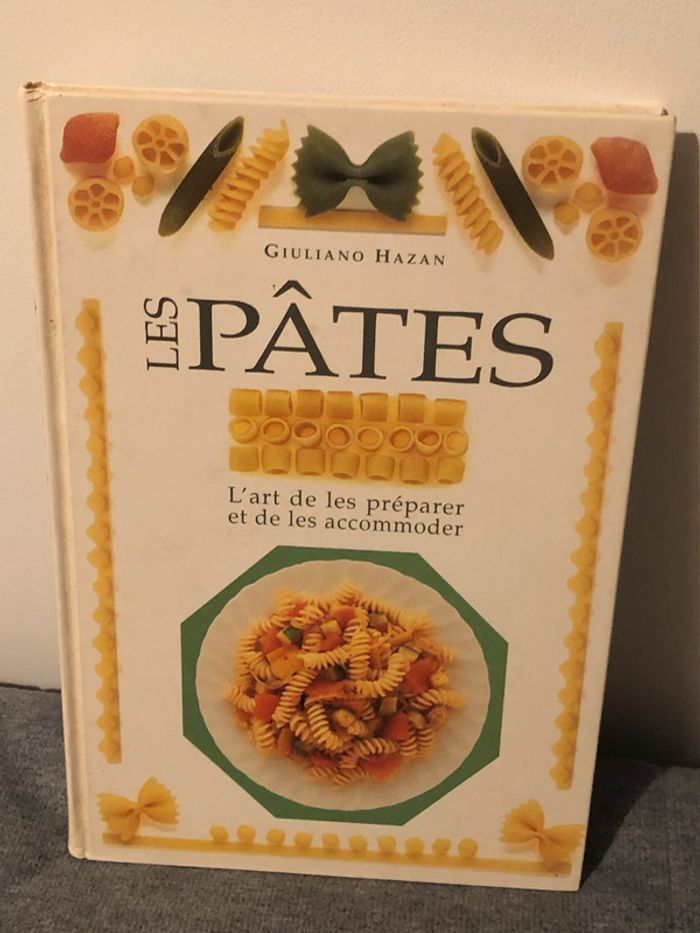 GIULIANO HAZAN
LES PÂTES
L'art de les préparer
et de les accommoder